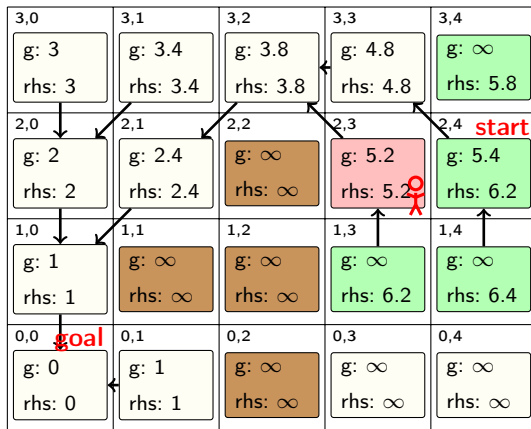 3,0 3,1 3,2 3,3 3,4
g: 3 g: 3.4 g: 3.8 g: 4.8 g: ∞
rhs: 3 rhs: 3.4 rhs: 3.8 rhs: 4.8 rhs: 5.8
2,0 2,1 2,2 2,3 2,4 start
g: 2 g: 2.4 g: ∞ g: 5.2 g: 5.4
rhs: 2 rhs: 2.4 rhs: ∞ rhs: 5.2 rhs: 6.2
1,0 1,1 1,2 1,3 1,4
g: 1 g: ∞ g: ∞ g: ∞ g: ∞
rhs: 1 rhs: ∞ rhs: ∞ rhs: 6.2 rhs: 6.4
0,0 goal 0,1 0,2 0,3 0,4
g: 0 g: 1 g: ∞ g: ∞ g: ∞
rhs: 0 rhs: 1 rhs: ∞ rhs: ∞ rhs: ∞